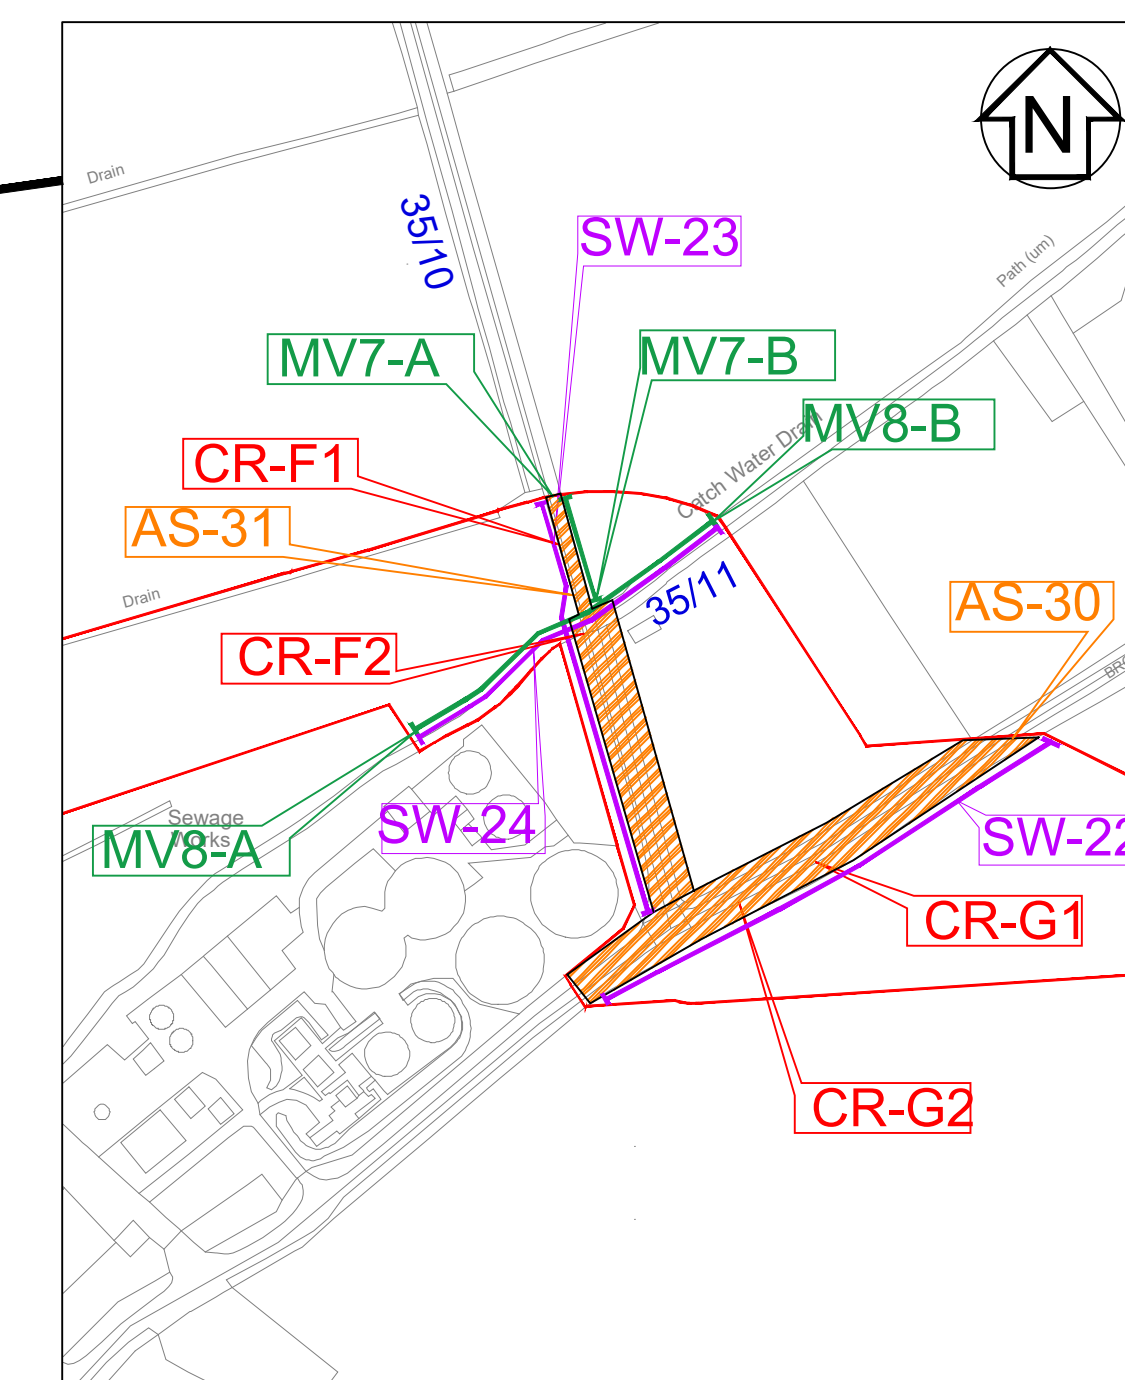 N
Drain
35/10
SW-23
Path (um)
MV7-A
MV7-B
MV8-B
CR-F1
Catch Water Drain
AS-31
Drain
35/11
AS-30
CR-F2
BRO
Sewage
Works
SW-24
SW-22
MV8-A
CR-G1
CR-G2